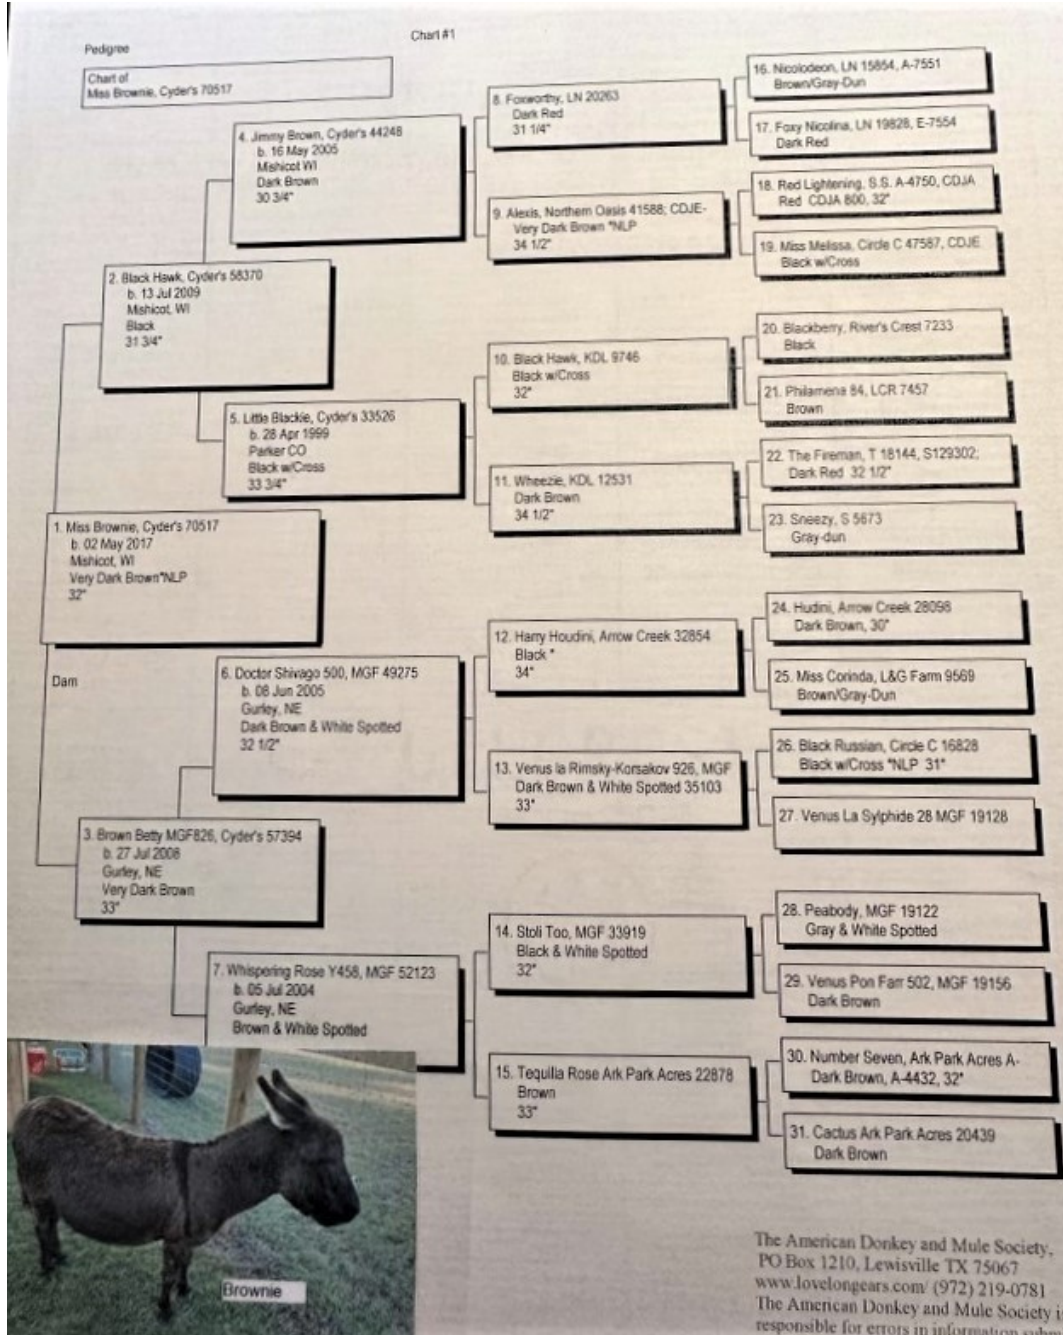 Pedigree
Chart #1
Chart of
Miss Brownie, Cyder's 70517
1. Miss Brownie, Cyder's 70517
b. 02 May 2017
Mishicot, WI
Very Dark Brown*NLP
32"
Dam
2. Black Hawk, Cyder's 58370
b. 13 Jul 2009
Mishicot, WI
Black
31 3/4"
3. Brown Betty MGF826, Cyder's 57394
b. 27 Jul 2008
Gurley, NE
Very Dark Brown
33"
4. Jimmy Brown, Cyder's 44248
b. 16 May 2005
Mishicot WI
Dark Brown
30 3/4"
5. Little Blackie, Cyder's 33526
b. 28 Apr 1999
Parker CO
Black w/Cross
33 3/4"
6. Doctor Shivago 500, MGF 49275
b. 08 Jun 2005
Gurley, NE
Dark Brown & White Spotted
32 1/2"
7. Whispering Rose Y458, MGF 52123
b. 05 Jul 2004
Gurley, NE
Brown & White Spotted
8. Foxworthy, LN 20263
Dark Red
31 1/4"
9. Alexis, Northern Oasis 41588; CDJE-
Very Dark Brown *NLP
34 1/2"
10. Black Hawk, KDL 9746
Black w/Cross
32"
11. Wheezie, KDL 12531
Dark Brown
34 1/2"
12. Harry Houdini, Arrow Creek 32854
Black *
34"
13. Venus la Rimsky-Korsakov 926, MGF
Dark Brown & White Spotted 35103
33"
14. Stoli Too, MGF 33919
Black & White Spotted
32"
15. Tequilla Rose Ark Park Acres 22878
Brown
33"
16. Nicolodeon, LN 15854, A-7551
Brown/Gray-Dun
17. Foxy Nicolina, LN 19828, E-7554
Dark Red
18. Red Lightening, S.S. A-4750, CDJA
Red CDJA 800, 32"
19. Miss Melissa, Circle C 47587, CDJE
Black w/Cross
20. Blackberry, River's Crest 7233
Black
21. Philamena 84, LCR 7457
Brown
22. The Fireman, T 18144, S129302;
Dark Red 32 1/2"
23. Sneezy, S 5673
Gray-dun
24. Hudini, Arrow Creek 28098
Dark Brown, 30"
25. Miss Corinda, L&G Farm 9569
Brown/Gray-Dun
26. Black Russian, Circle C 16828
Black w/Cross *NLP 31"
27. Venus La Sylphide 28 MGF 19128
28. Peabody, MGF 19122
Gray & White Spotted
29. Venus Pon Farr 502, MGF 19156
Dark Brown
30. Number Seven, Ark Park Acres A-
Dark Brown, A-4432, 32"
31. Cactus Ark Park Acres 20439
Dark Brown
Brownie
The American Donkey and Mule Society,
PO Box 1210, Lewisville TX 75067
www.lovelongears.com/ (972) 219-0781
The American Donkey and Mule Society i
responsible for errors in information